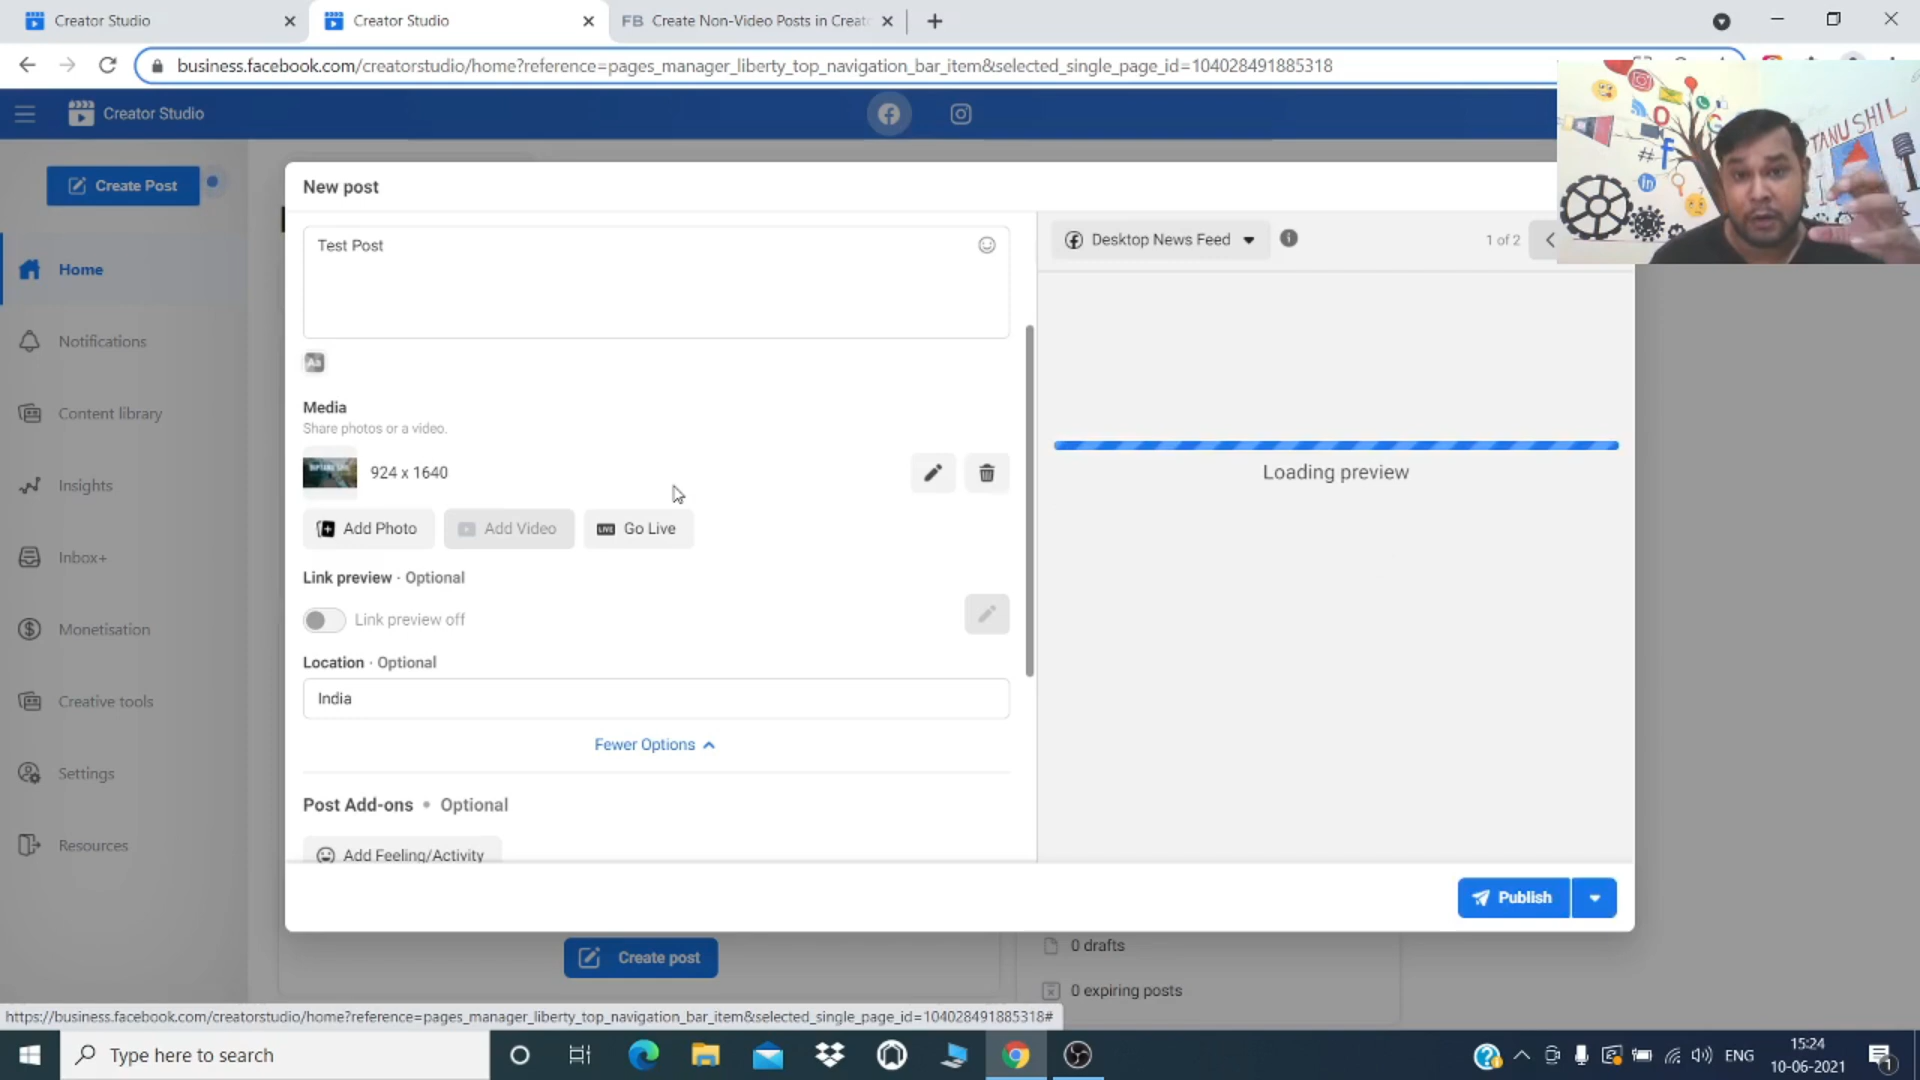 Creator Studio
Creator Studio
FB Create Non-Video Posts in Creat
business.facebook.com/creatorstudio/home?reference=pages_manager_liberty_top_navigation_bar_item&selected_single_page_id=104028491885318
Creator Studio
TANUSHIL
Create Post
New post
Test Post
Desktop News Feed
1 of 2
Home
Notifications
Aa
Media
Share photos or a video.
Content library
924 x 1640
Loading preview
Insights
Add Photo
Add Video
LIVE Go Live
Inbox+
Link preview · Optional
Link preview off
Monetisation
Location · Optional
India
Creative tools
Fewer Options
Settings
Post Add-ons • Optional
Resources
Add Feeling/Activity
Publish
Create post
0 drafts
0 expiring posts
https://business.facebook.com/creatorstudio/home?reference=pages_manager_liberty_top_navigation_bar_item&selected_single_page_id=104028491885318#
Type here to search
ENG
15:24
10-06-2021
1